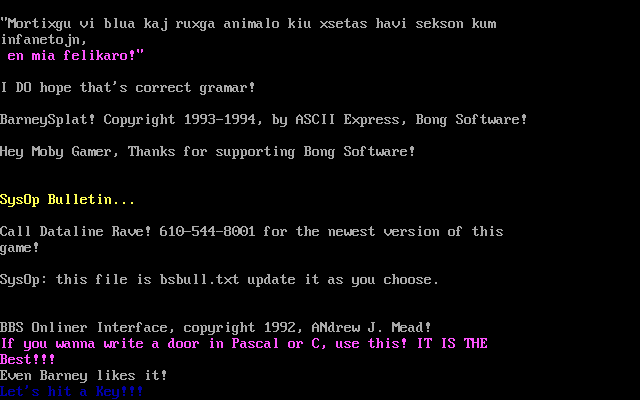 "Mortixgu vi blua kaj ruxga animalo kiu xsetas havi sekson kum
infanetojn,
en mia felikaro!"
I DO hope that's correct gramar!
BarneySplat! Copyright 1993-1994, by ASCII Express, Bong Software!
Hey Moby Gamer, Thanks for supporting Bong Software!
SysOp Bulletin...
Call Dataline Rave! 610-544-8001 for the newest version of this
game!
SysOp: this file is bsbull.txt update it as you choose.
BBS Onliner Interface, copyright 1992, ANdrew J. Mead!
If you wanna write a door in Pascal or C, use this! IT IS THE
Best!!!
Even Barney likes it!
Let's hit a Key!!!